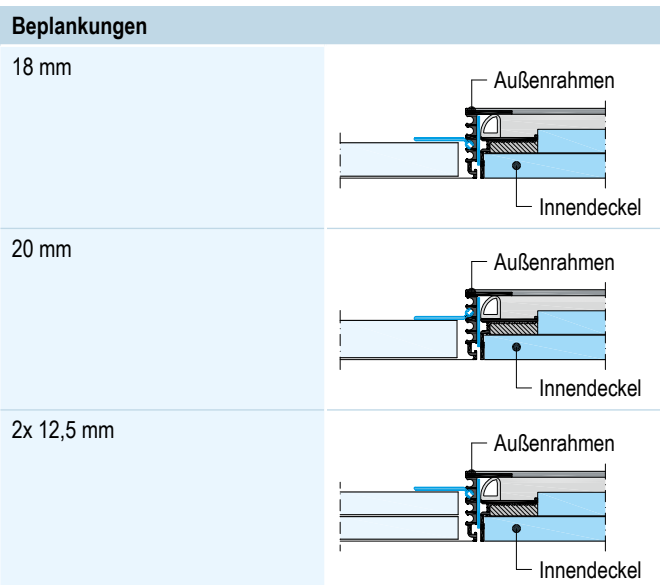 Beplankungen
18 mm
Außenrahmen
Innendeckel
20 mm
Außenrahmen
Innendeckel
2x 12,5 mm
Außenrahmen
Innendeckel